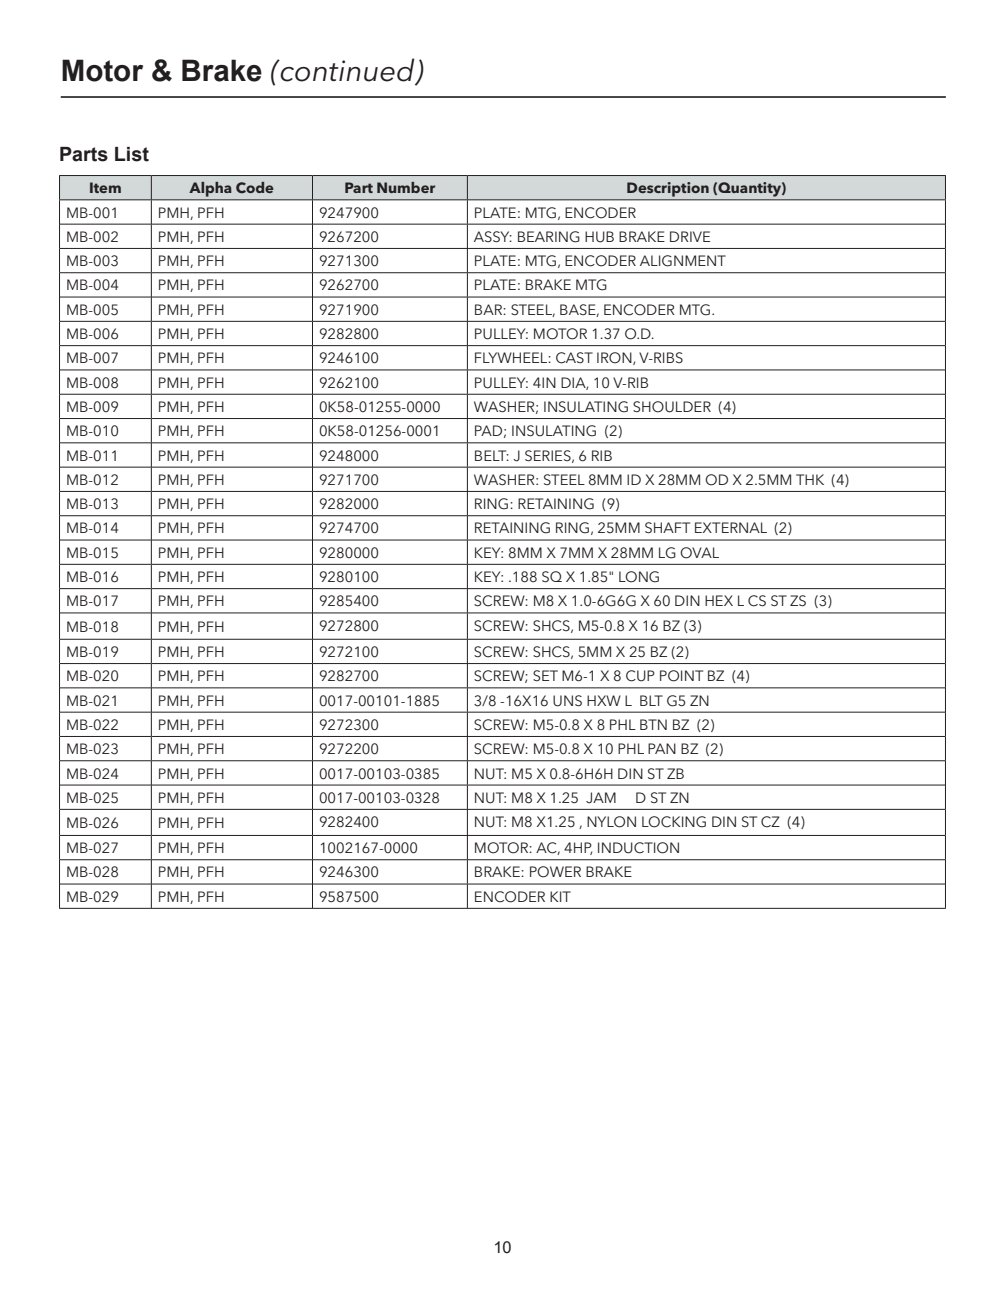 Motor & Brake (continued)
Parts List
Item Alpha Code Part Number Description (Quantity)
MB-001 PMH, PFH 9247900 PLATE: MTG, ENCODER
MB-002 PMH, PFH 9267200 ASSY: BEARING HUB BRAKE DRIVE
MB-003 PMH, PFH 9271300 PLATE: MTG, ENCODER ALIGNMENT
MB-004 PMH, PFH 9262700 PLATE: BRAKE MTG
MB-005 PMH, PFH 9271900 BAR: STEEL, BASE, ENCODER MTG.
MB-006 PMH, PFH 9282800 PULLEY: MOTOR 1.37 O.D.
MB-007 PMH, PFH 9246100 FLYWHEEL: CAST IRON, V-RIBS
MB-008 PMH, PFH 9262100 PULLEY: 4IN DIA, 10 V-RIB
MB-009 PMH, PFH 0K58-01255-0000 WASHER; INSULATING SHOULDER (4)
MB-010 PMH, PFH 0K58-01256-0001 PAD; INSULATING (2)
MB-011 PMH, PFH 9248000 BELT: J SERIES, 6 RIB
MB-012 PMH, PFH 9271700 WASHER: STEEL 8MM ID X 28MM OD X 2.5MM THK (4)
MB-013 PMH, PFH 9282000 RING: RETAINING (9)
MB-014 PMH, PFH 9274700 RETAINING RING, 25MM SHAFT EXTERNAL (2)
MB-015 PMH, PFH 9280000 KEY: 8MM X 7MM X 28MM LG OVAL
MB-016 PMH, PFH 9280100 KEY: .188 SQ X 1.85" LONG
MB-017 PMH, PFH 9285400 SCREW: M8 X 1.0-6G6G X 60 DIN HEX L CS ST ZS (3)
MB-018 PMH, PFH 9272800 SCREW: SHCS, M5-0.8 X 16 BZ (3)
MB-019 PMH, PFH 9272100 SCREW: SHCS, 5MM X 25 BZ (2)
MB-020 PMH, PFH 9282700 SCREW; SET M6-1 X 8 CUP POINT BZ (4)
MB-021 PMH, PFH 0017-00101-1885 3/8 -16X16 UNS HXW L BLT G5 ZN
MB-022 PMH, PFH 9272300 SCREW: M5-0.8 X 8 PHL BTN BZ (2)
MB-023 PMH, PFH 9272200 SCREW: M5-0.8 X 10 PHL PAN BZ (2)
MB-024 PMH, PFH 0017-00103-0385 NUT: M5 X 0.8-6H6H DIN ST ZB
MB-025 PMH, PFH 0017-00103-0328 NUT: M8 X 1.25 JAM D ST ZN
MB-026 PMH, PFH 9282400 NUT: M8 X1.25 , NYLON LOCKING DIN ST CZ (4)
MB-027 PMH, PFH 1002167-0000 MOTOR: AC, 4HP, INDUCTION
MB-028 PMH, PFH 9246300 BRAKE: POWER BRAKE
MB-029 PMH, PFH 9587500 ENCODER KIT
10